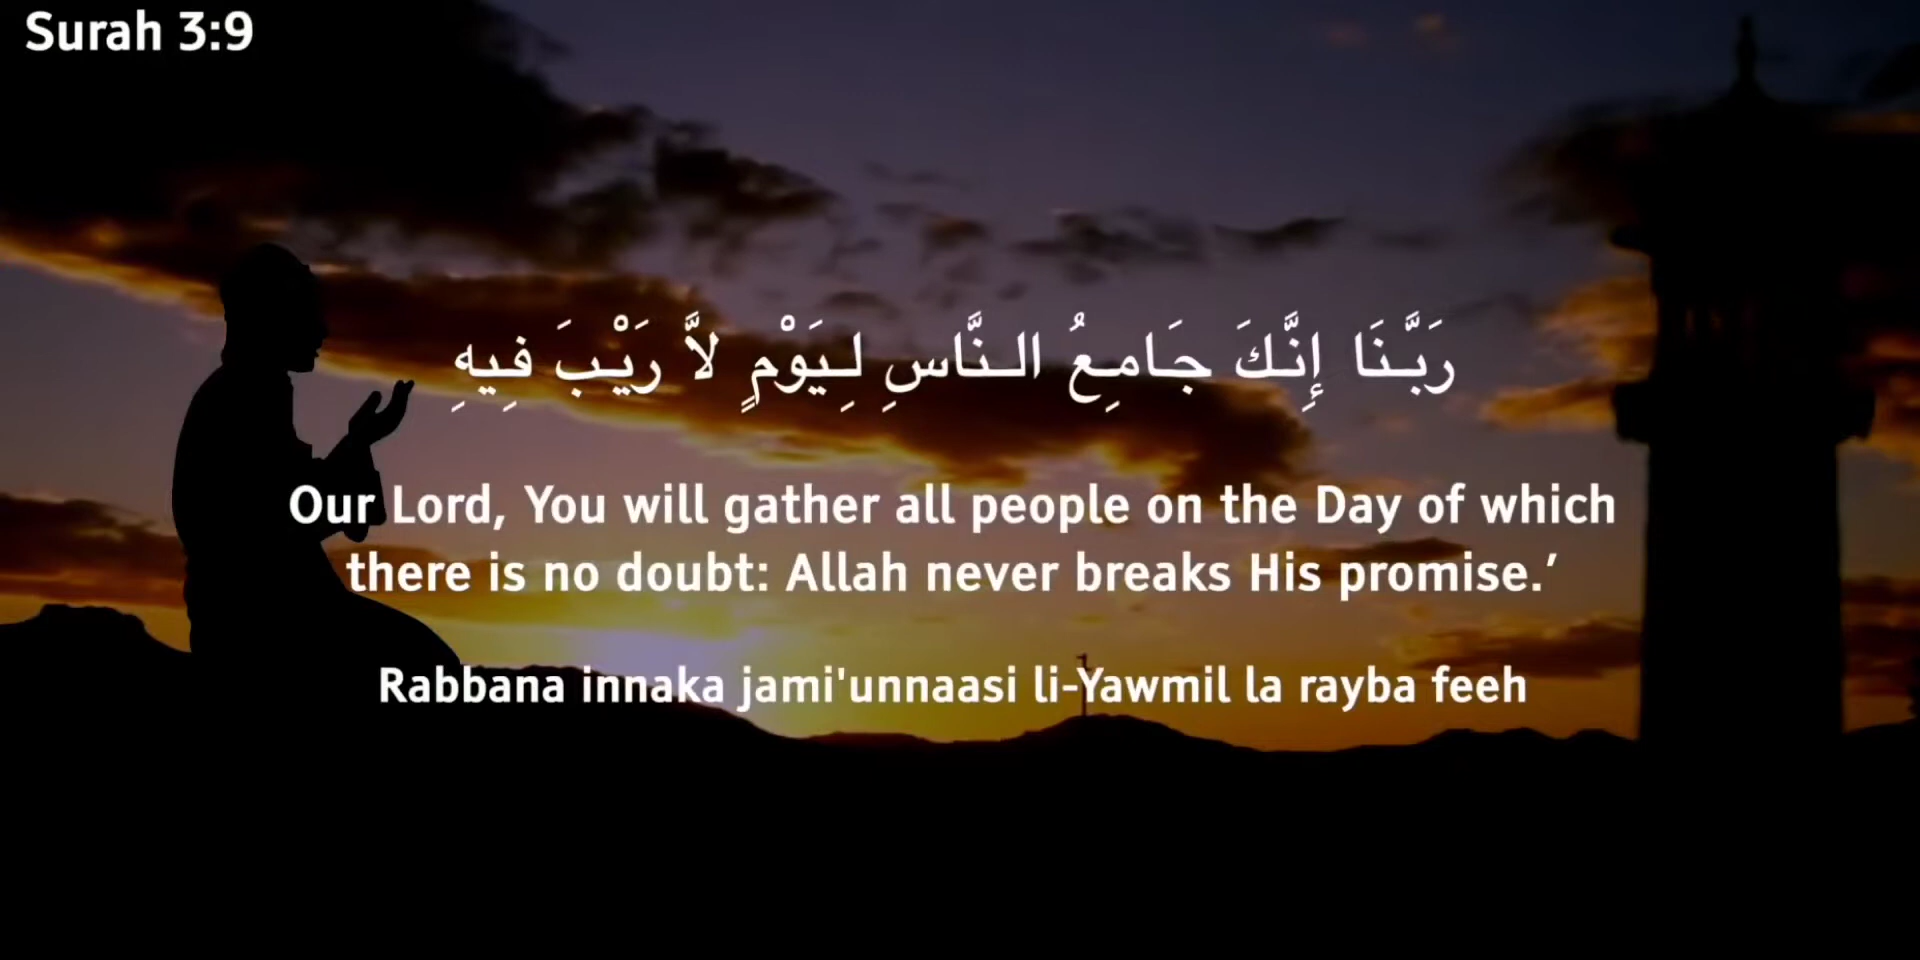 Surah 3:9
رَبَّنَا إِنَّكَ جَامِعُ النَّاسِ لِيَوْمٍ لاَّ رَيْبَ فِيهِ
Our Lord, You will gather all people on the Day of which
there is no doubt: Allah never breaks His promise.’
Rabbana innaka jami'unnaasi li-Yawmil la rayba feeh